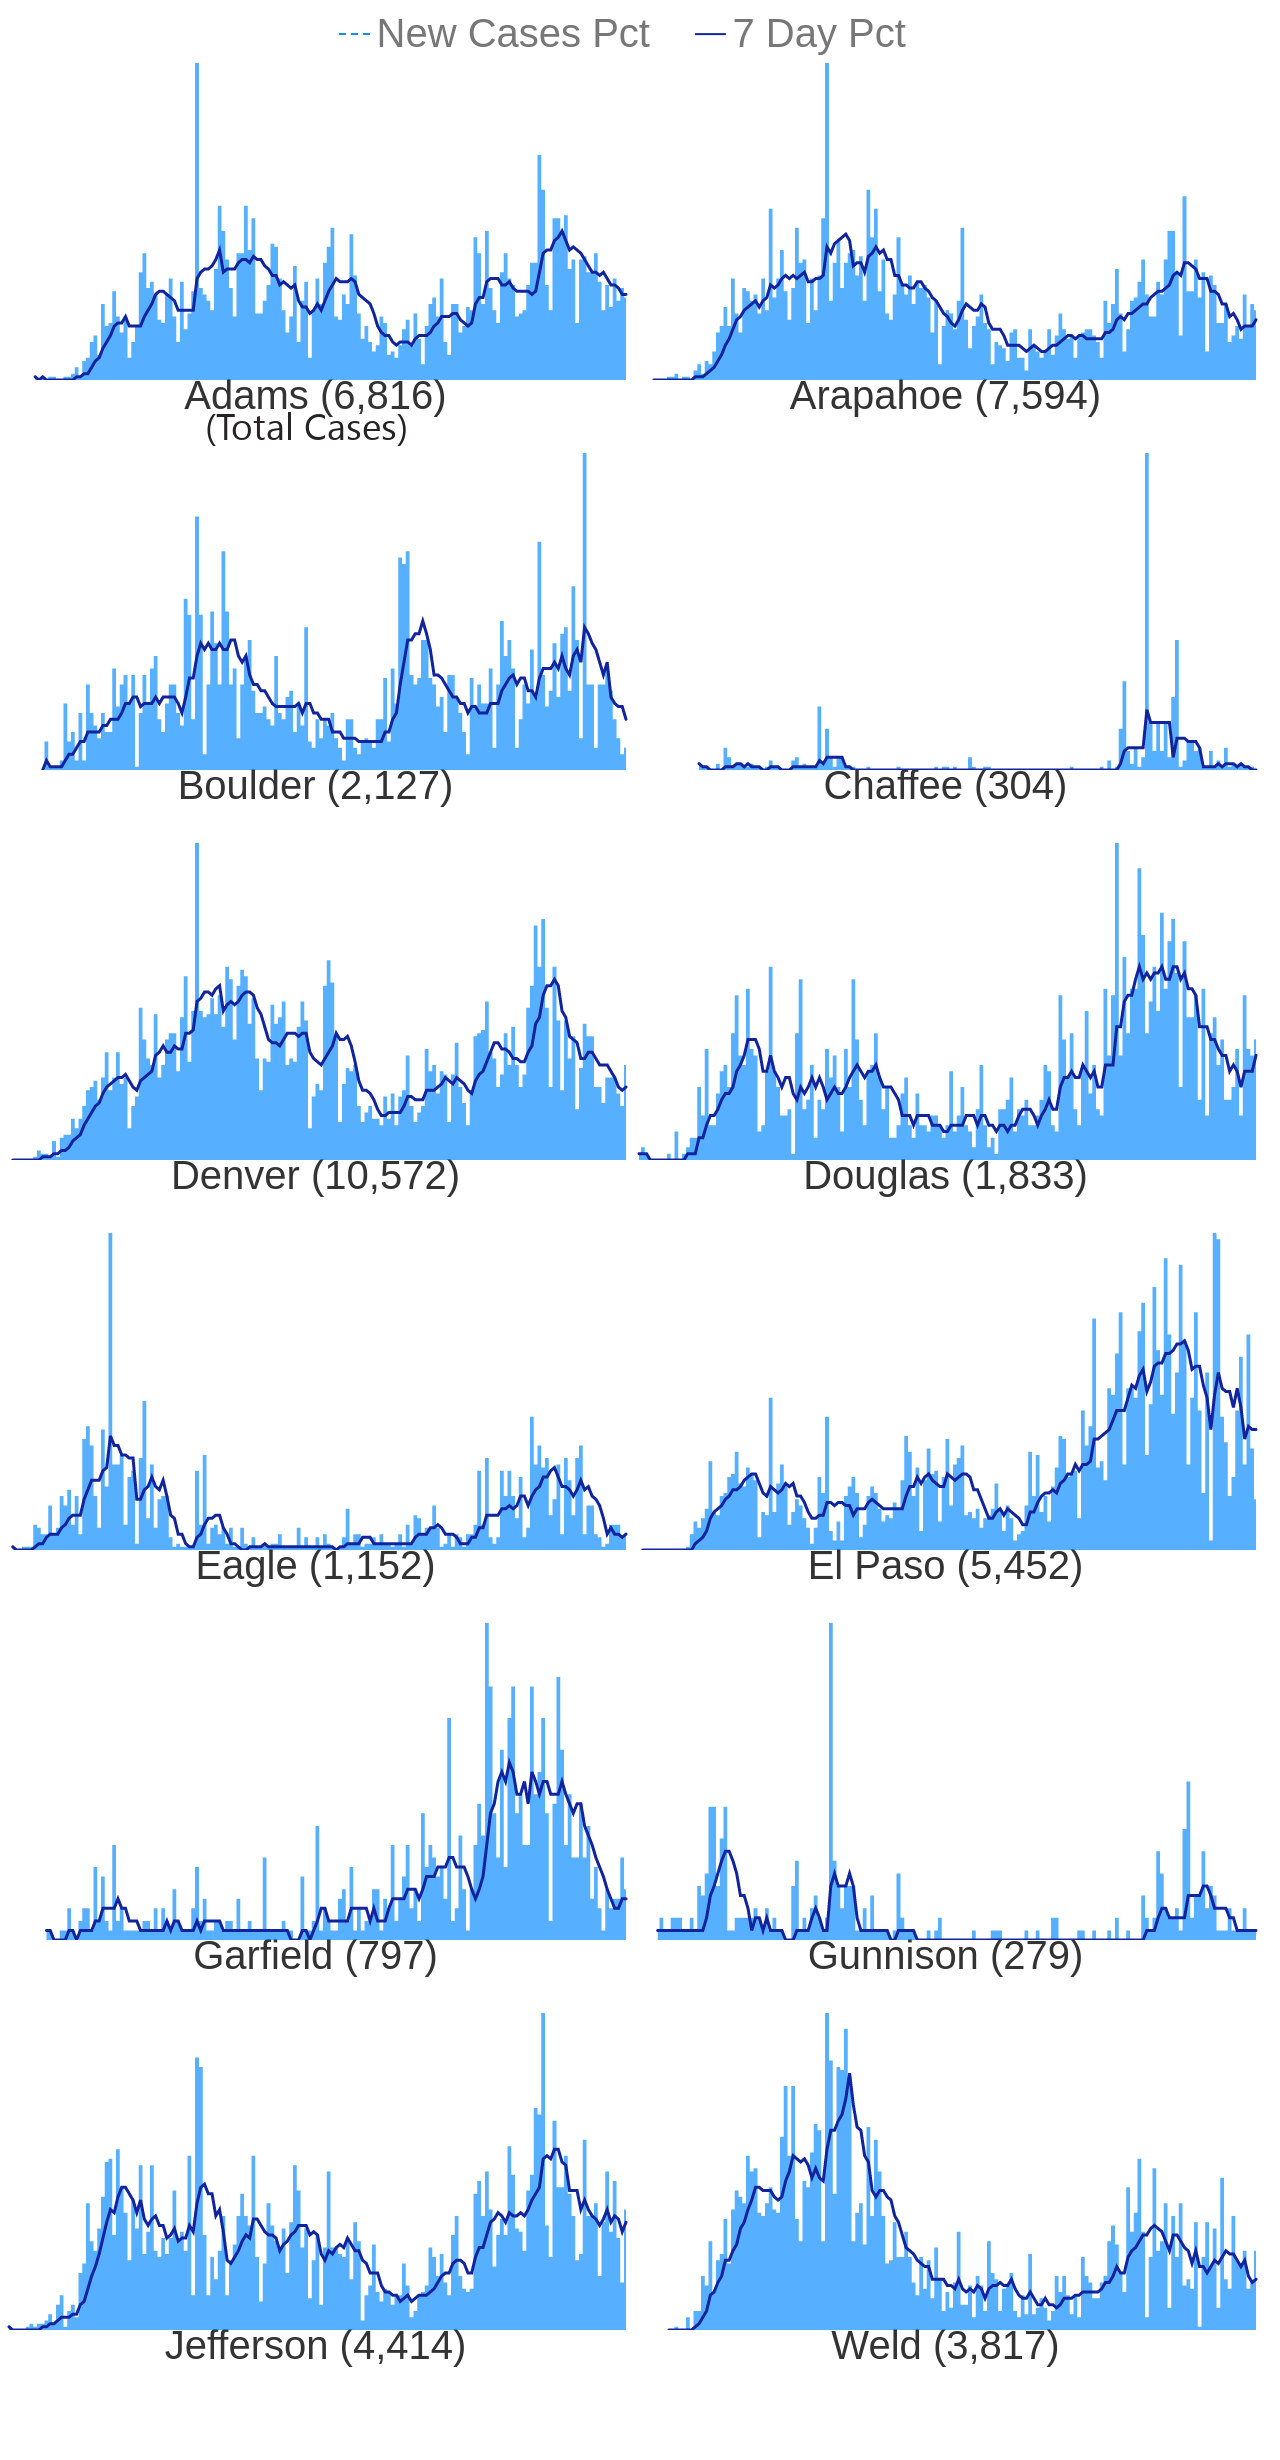 New Cases Pct 7 Day Pct
Adams (6,816) Arapahoe (7,594)
(Total Cases)
Boulder (2,127) Chaffee (304)
Denver (10,572) Douglas (1,833)
Eagle (1,152) El Paso (5,452)
Garfield (797) Gunnison (279)
Jefferson (4,414) Weld (3,817)